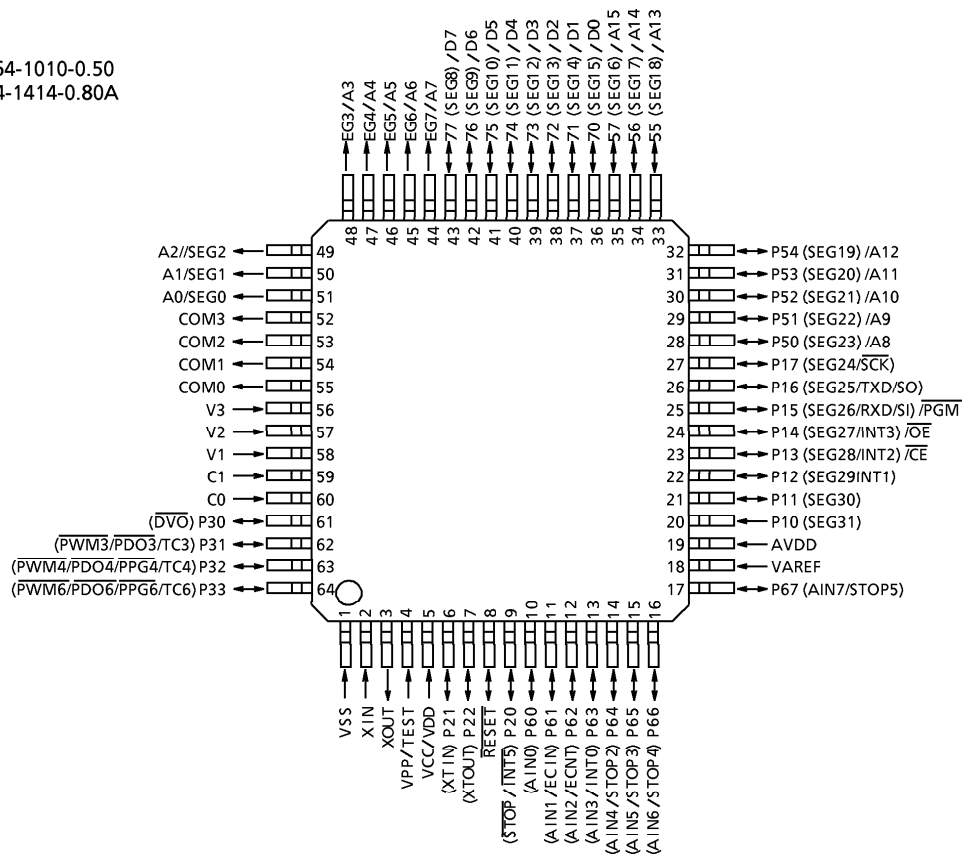 64-1010-0.50
4-1414-0.80A
EG3/A3
EG4/A4
EG5/A5
EG6/A6
EG7/A7
77 (SEG8) / D7
76 (SEG9) / D6
75 (SEG10) / D5
74 (SEG11) / D4
73 (SEG12) / D3
72 (SEG13) / D2
71 (SEG14) / D1
70 (SEG15) / D0
57 (SEG16) / A15
56 (SEG17) / A14
55 (SEG18) / A13
48 47 46 45 44 43 42 41 40 39 38 37 36 35 34 33
A2//SEG2 49
A1/SEG1 50
A0/SEG0 51
COM3 52
COM2 53
COM1 54
COM0 55
V3 56
V2 57
V1 58
C1 59
C0 60
(DVO) P30 61
(PWM3/PDO3/TC3) P31 62
(PWM4/PDO4/PPG4/TC4) P32 63
(PWM6/PDO6/PPG6/TC6) P33 64
32 P54 (SEG19) /A12
31 P53 (SEG20) /A11
30 P52 (SEG21) /A10
29 P51 (SEG22) /A9
28 P50 (SEG23) /A8
27 P17 (SEG24/SCK)
26 P16 (SEG25/TXD/SO)
25 P15 (SEG26/RXD/SI) /PGM
24 P14 (SEG27/INT3) /OE
23 P13 (SEG28/INT2) /CE
22 P12 (SEG29INT1)
21 P11 (SEG30)
20 P10 (SEG31)
19 AVDD
18 VAREF
17 P67 (AIN7/STOP5)
1 2 3 4 5 6 7 8 9 10 11 12 13 14 15 16
VSS
XIN
XOUT
VPP/TEST
VCC/VDD
(XTIN) P21
(XTOUT) P22
RESET
(STOP/INT5) P20
(AIN0) P60
(AIN1/ECIN) P61
(AIN2/ECNT) P62
(AIN3/INT0) P63
(AIN4/STOP2) P64
(AIN5/STOP3) P65
(AIN6/STOP4) P66